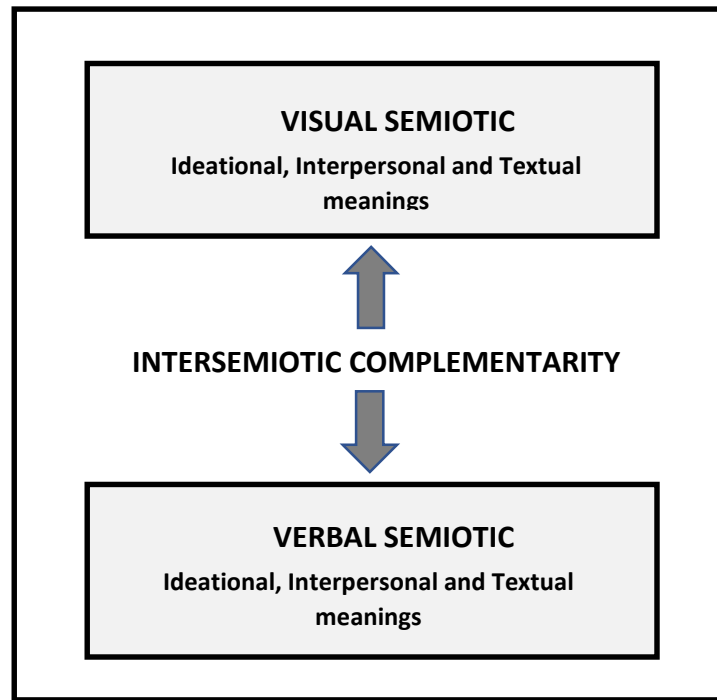 VISUAL SEMIOTIC
Ideational, Interpersonal and Textual
meanings
INTERSEMIOTIC COMPLEMENTARITY
VERBAL SEMIOTIC
Ideational, Interpersonal and Textual
meanings